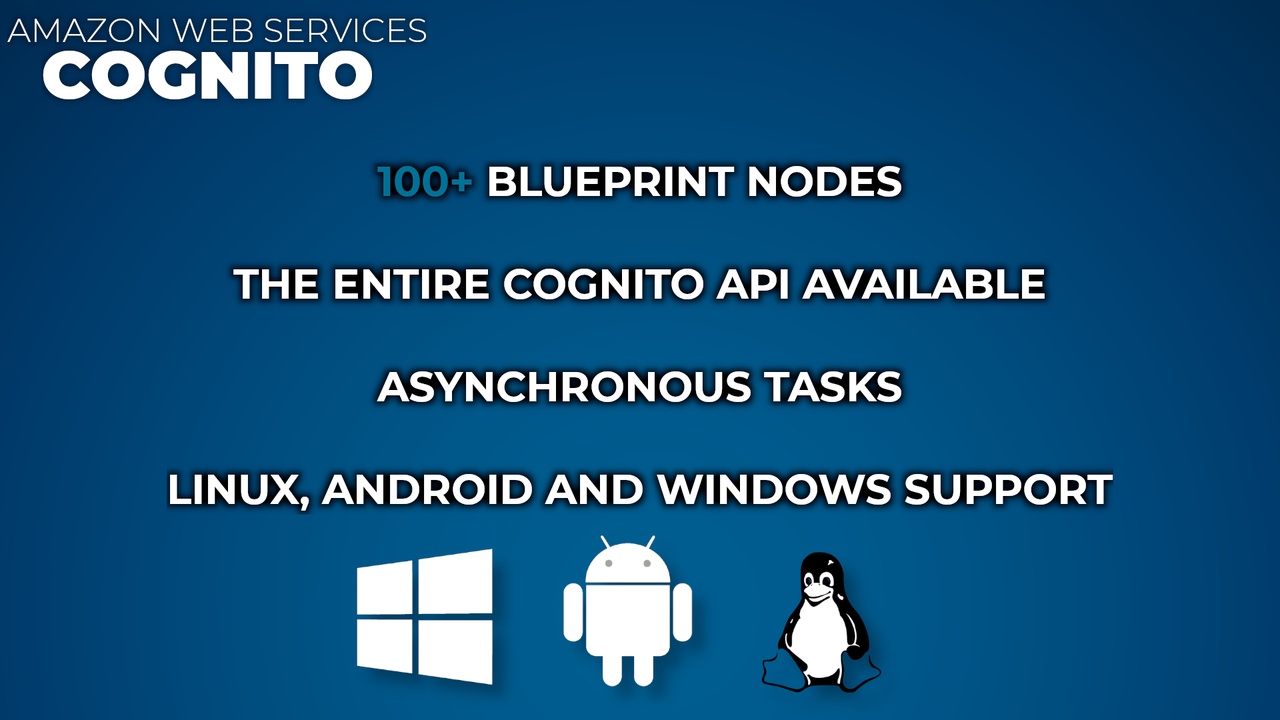 AMAZON WEB SERVICES
COGNITO
100+ BLUEPRINT NODES
THE ENTIRE COGNITO API AVAILABLE
ASYNCHRONOUS TASKS
LINUX, ANDROID AND WINDOWS SUPPORT